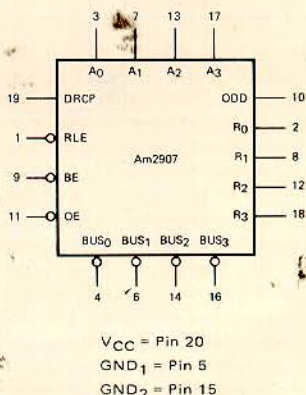 3 7 13 17
A0 A1 A2 A3
19 DRCP ODD 10
R0 2
1 RLE
R1 8
Am2907
9 BE
R2 12
11 OE
R3 18
BUS0 BUS1 BUS2 BUS3
4 6 14 16
VCC = Pin 20
GND1 = Pin 5
GND2 = Pin 15